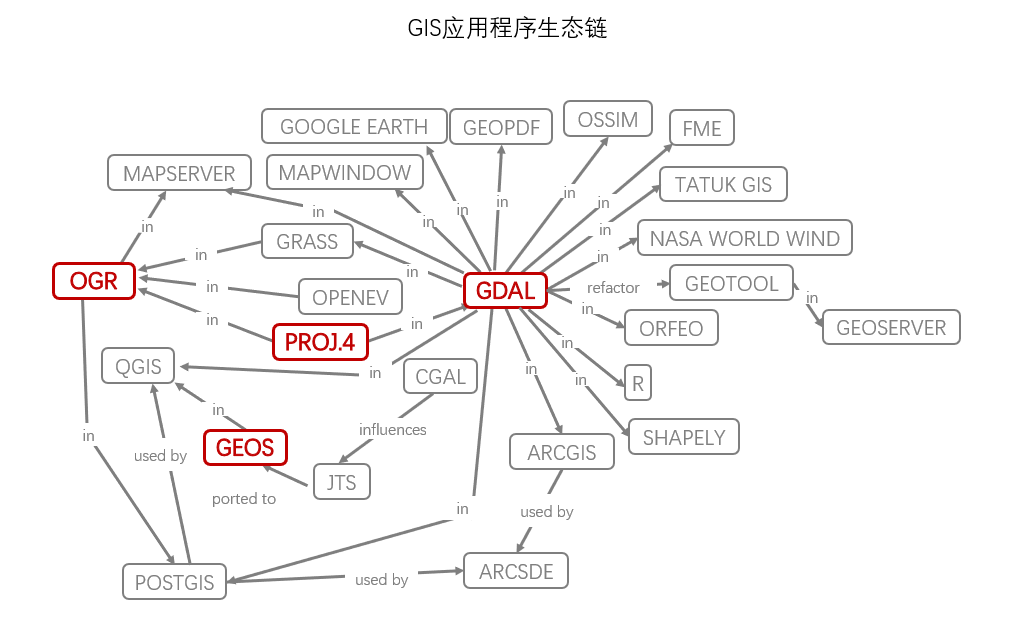 GIS应用程序生态链
GOOGLE EARTH
GEOPDF
OSSIM
FME
MAPSERVER
MAPWINDOW
TATUK GIS
in
in
in
in
in
in
in
in
in
GRASS
NASA WORLD WIND
in
in
in
OGR
in
OPENEV
GDAL
refactor
GEOTOOL
in
in
in
in
ORFEO
GEOSERVER
PROJ.4
in
QGIS
in
CGAL
in
R
in
in
influences
GEOS
SHAPELY
in
used by
ARCGIS
JTS
ported to
in
used by
POSTGIS
used by
ARCSDE